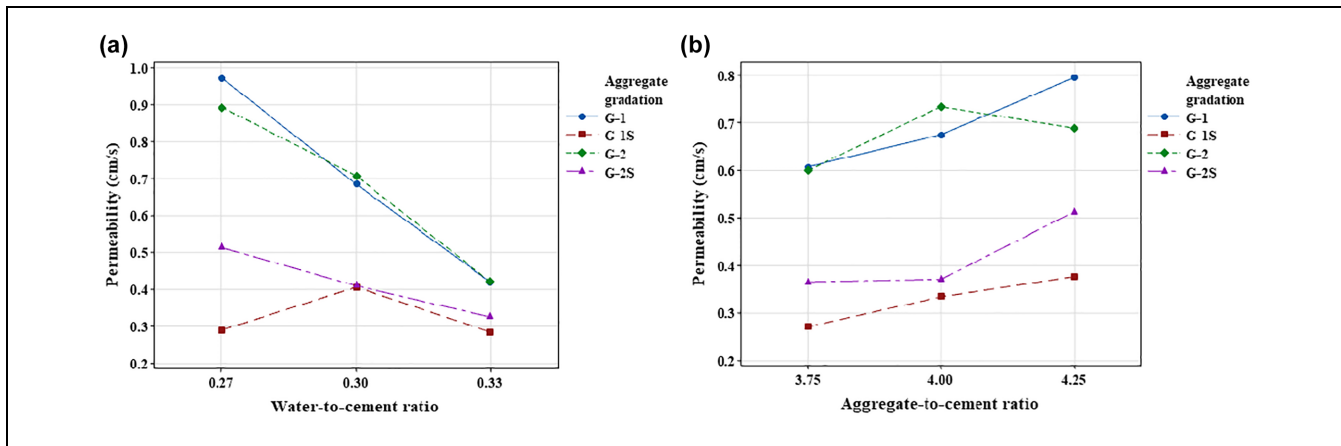 (a)
1.0
0.9
0.8
0.7
0.6
0.5
0.4
0.3
0.2
Permeability (cm/s)
0.27 0.30 0.33
Water-to-cement ratio
Aggregate
gradation
G–1
G–1S
G–2
G–2S
(b)
0.8
0.7
0.6
0.5
0.4
0.3
0.2
Permeability (cm/s)
3.75 4.00 4.25
Aggregate-to-cement ratio
Aggregate
gradation
G–1
G–1S
G–2
G–2S